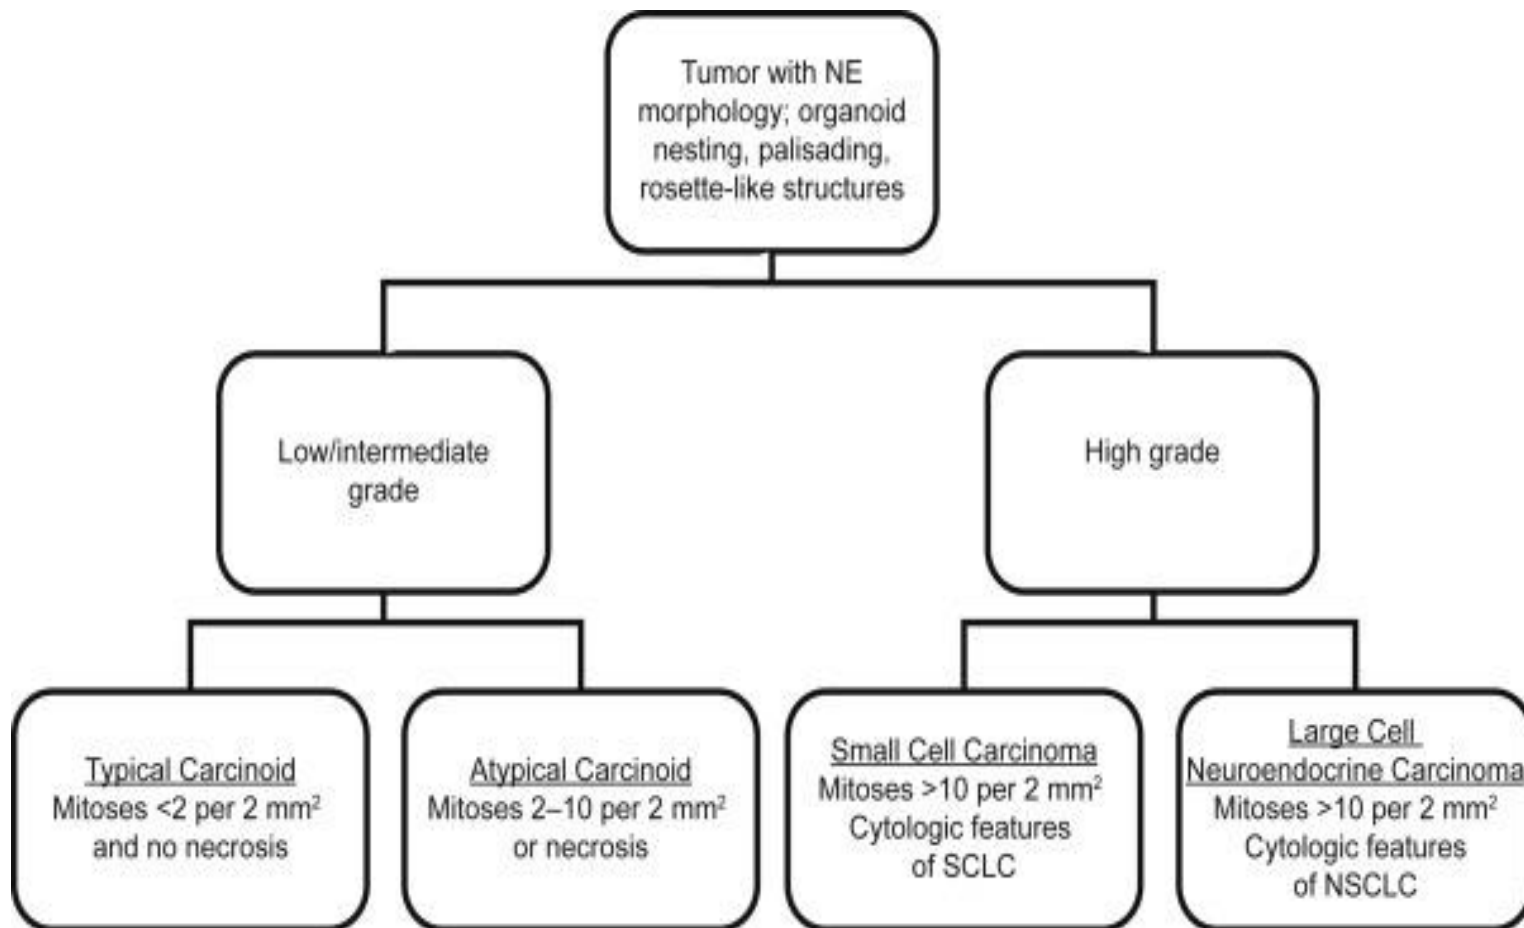 Tumor with NE
morphology; organoid
nesting, palisading,
rosette-like structures
Low/intermediate
grade
High grade
Typical Carcinoid
Mitoses <2 per 2 mm²
and no necrosis
Atypical Carcinoid
Mitoses 2–10 per 2 mm²
or necrosis
Small Cell Carcinoma
Mitoses >10 per 2 mm²
Cytologic features
of SCLC
Large Cell
Neuroendocrine Carcinoma
Mitoses >10 per 2 mm²
Cytologic features
of NSCLC